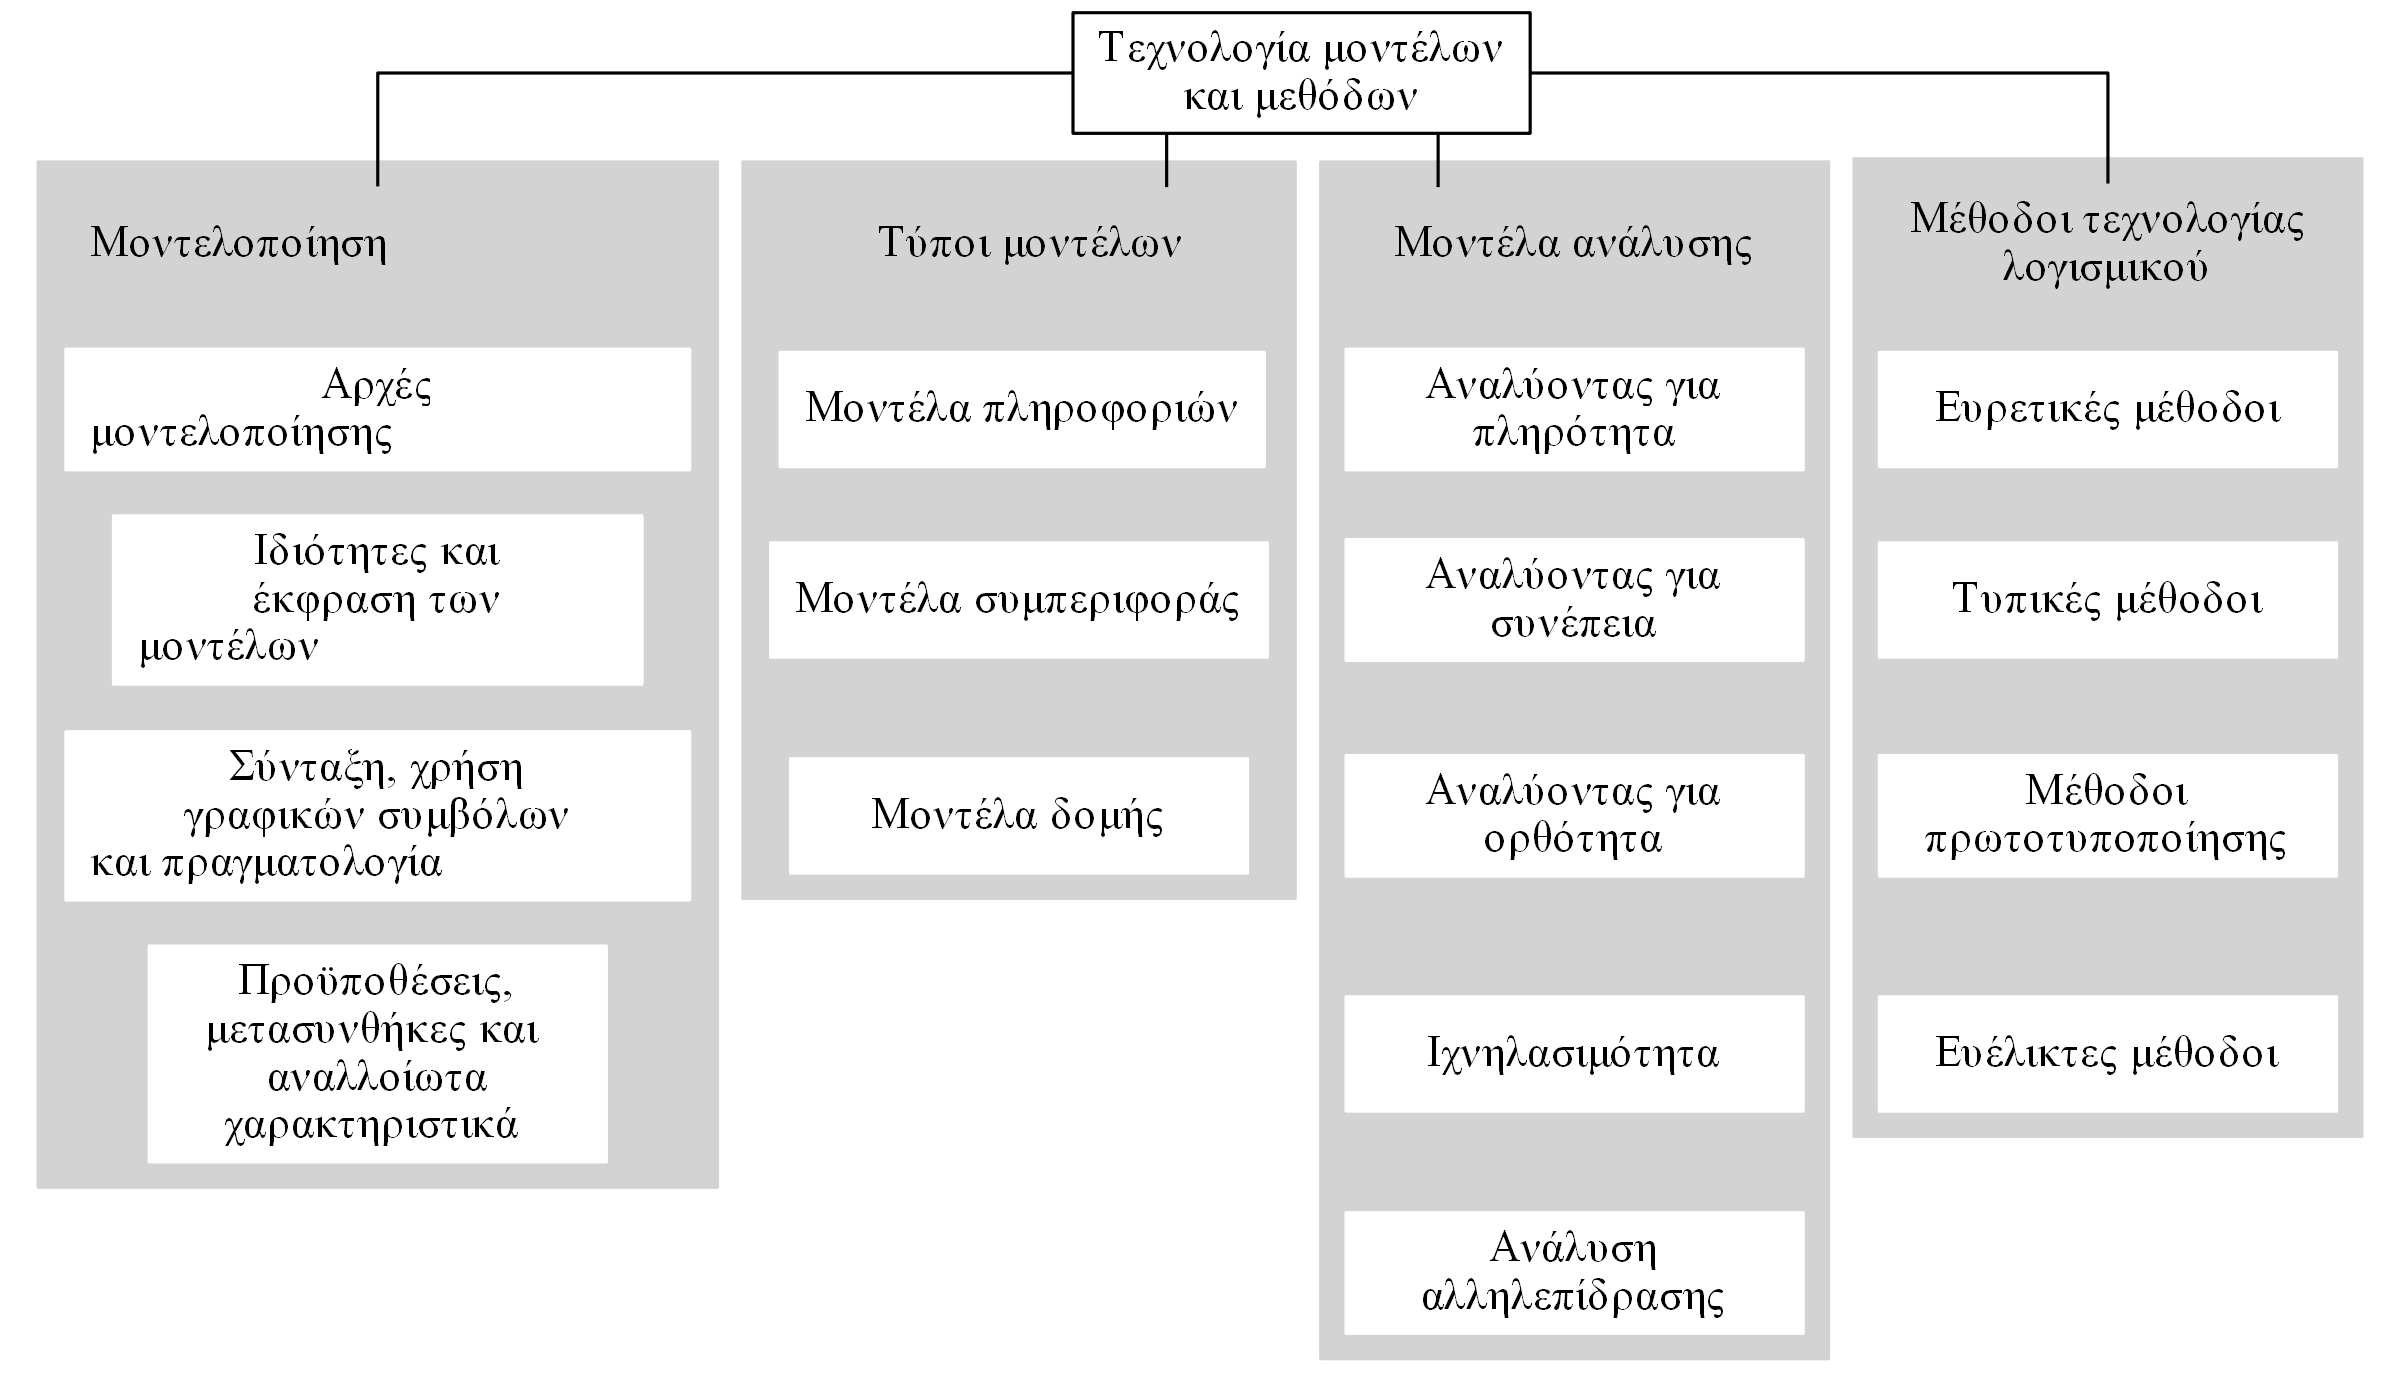 Τεχνολογία μοντέλων
και μεθόδων
Μοντελοποίηση
Αρχές
μοντελοποίησης
Ιδιότητες και
έκφραση των
μοντέλων
Σύνταξη, χρήση
γραφικών συμβόλων
και πραγματολογία
Προϋποθέσεις,
μετασυνθήκες και
αναλλοίωτα
χαρακτηριστικά
Τύποι μοντέλων
Μοντέλα πληροφοριών
Μοντέλα συμπεριφοράς
Μοντέλα δομής
Μοντέλα ανάλυσης
Αναλύοντας για
πληρότητα
Αναλύοντας για
συνέπεια
Αναλύοντας για
ορθότητα
Ιχνηλασιμότητα
Ανάλυση
αλληλεπίδρασης
Μέθοδοι τεχνολογίας
λογισμικού
Ευρετικές μέθοδοι
Τυπικές μέθοδοι
Μέθοδοι
πρωτοτυποποίησης
Ευέλικτες μέθοδοι